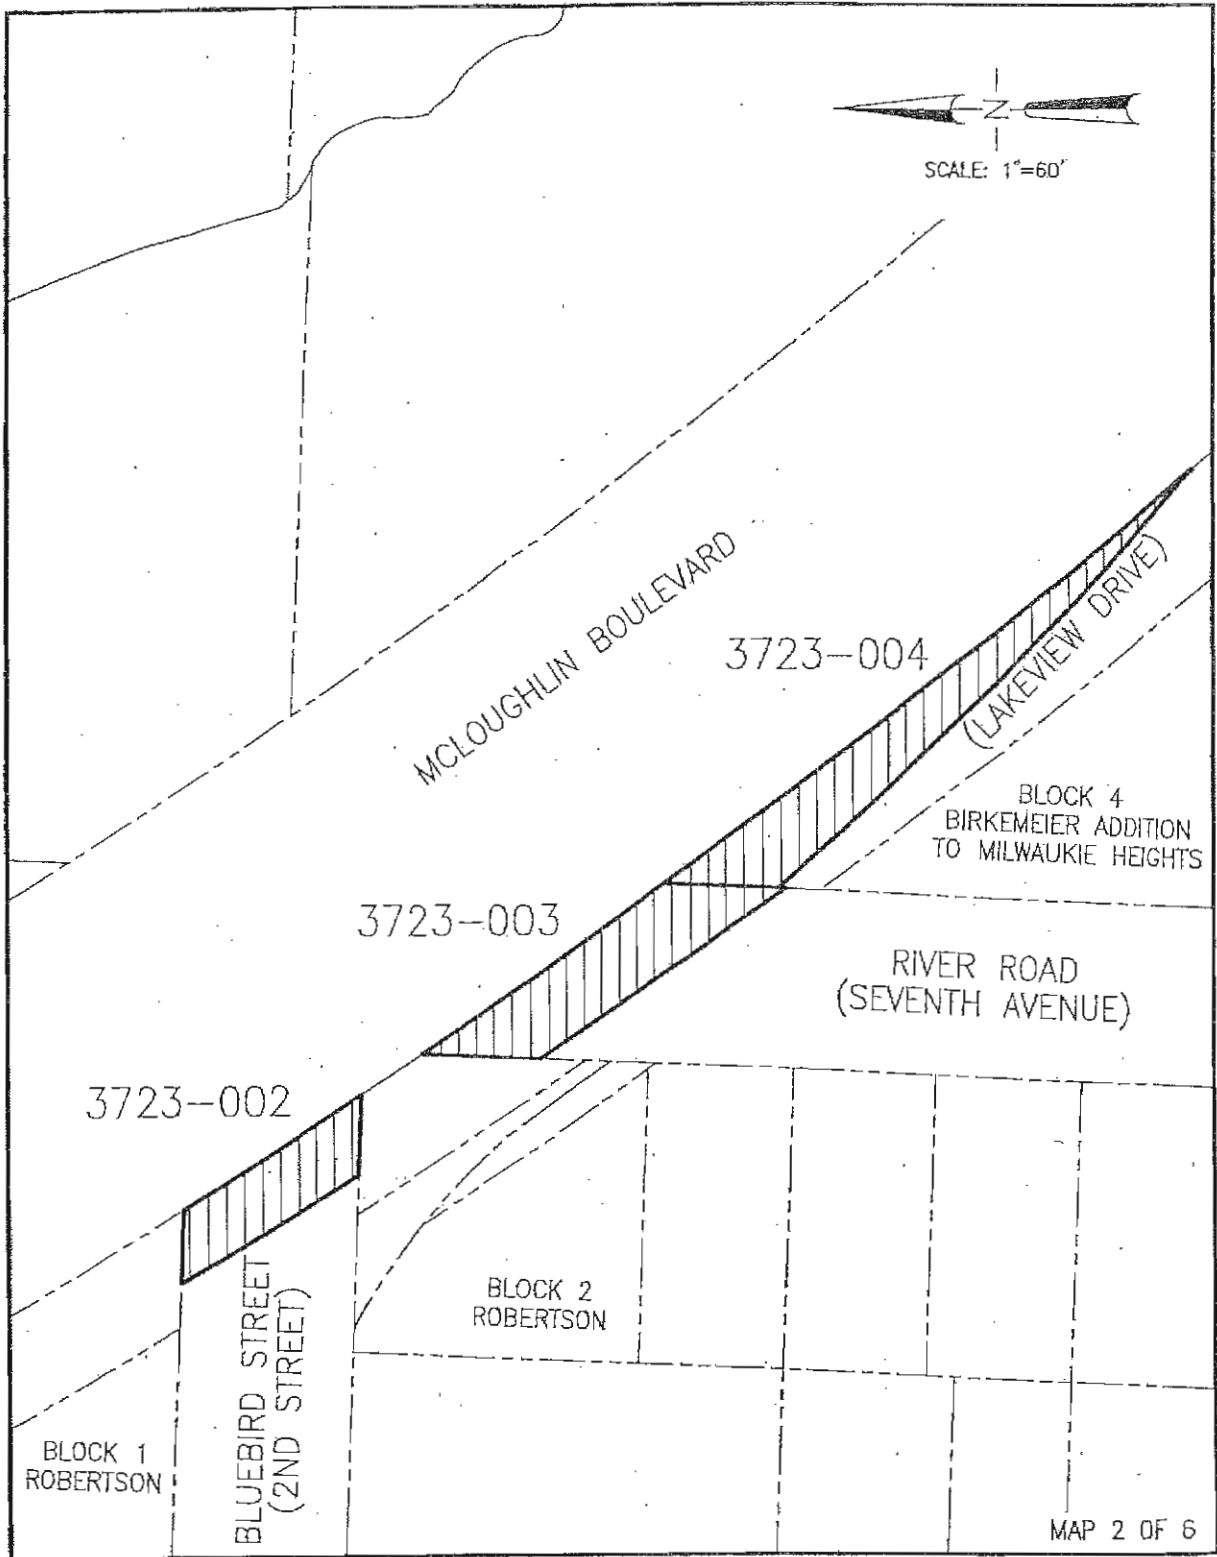 N
SCALE: 1"=60'
MCLOUGHLIN BOULEVARD
3723-004
(LAKEVIEW DRIVE)
BLOCK 4
BIRKEMEIER ADDITION
TO MILWAUKIE HEIGHTS
3723-003
RIVER ROAD
(SEVENTH AVENUE)
3723-002
BLUEBIRD STREET
(2ND STREET)
BLOCK 2
ROBERTSON
BLOCK 1
ROBERTSON
MAP 2 OF 6